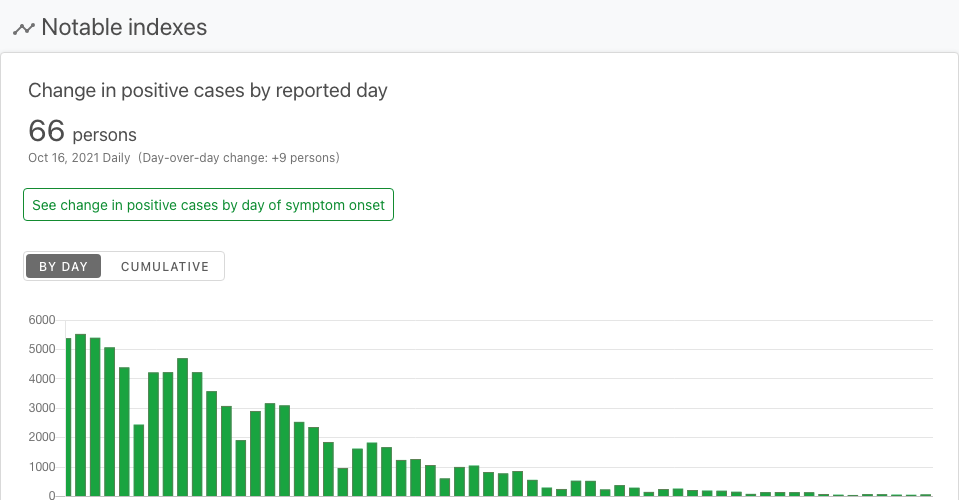 Notable indexes
Change in positive cases by reported day
66 persons
Oct 16, 2021 Daily (Day-over-day change: +9 persons)
See change in positive cases by day of symptom onset
BY DAY CUMULATIVE
6000
5000
4000
3000
2000
1000
0